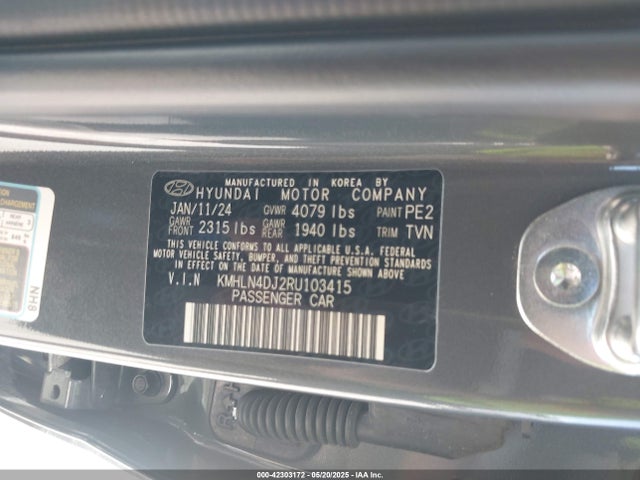 MANUFACTURED IN KOREA BY
HYUNDAI MOTOR COMPANY
JAN/11/24 GVWR 4079 lbs PAINT PE2
GAWR FRONT 2315 lbs GAWR REAR 1940 lbs TRIM TVN
THIS VEHICLE CONFORMS TO ALL APPLICABLE U.S.A. FEDERAL
MOTOR VEHICLE SAFETY, BUMPER, AND THEFT PREVENTION STANDARDS
IN EFFECT ON THE DATE OF MANUFACTURE SHOWN ABOVE.
V.I.N KMHLN4DJ2RU103415
PASSENGER CAR
NH8
000-42303172 - 05/20/2025 - IAAI.COM